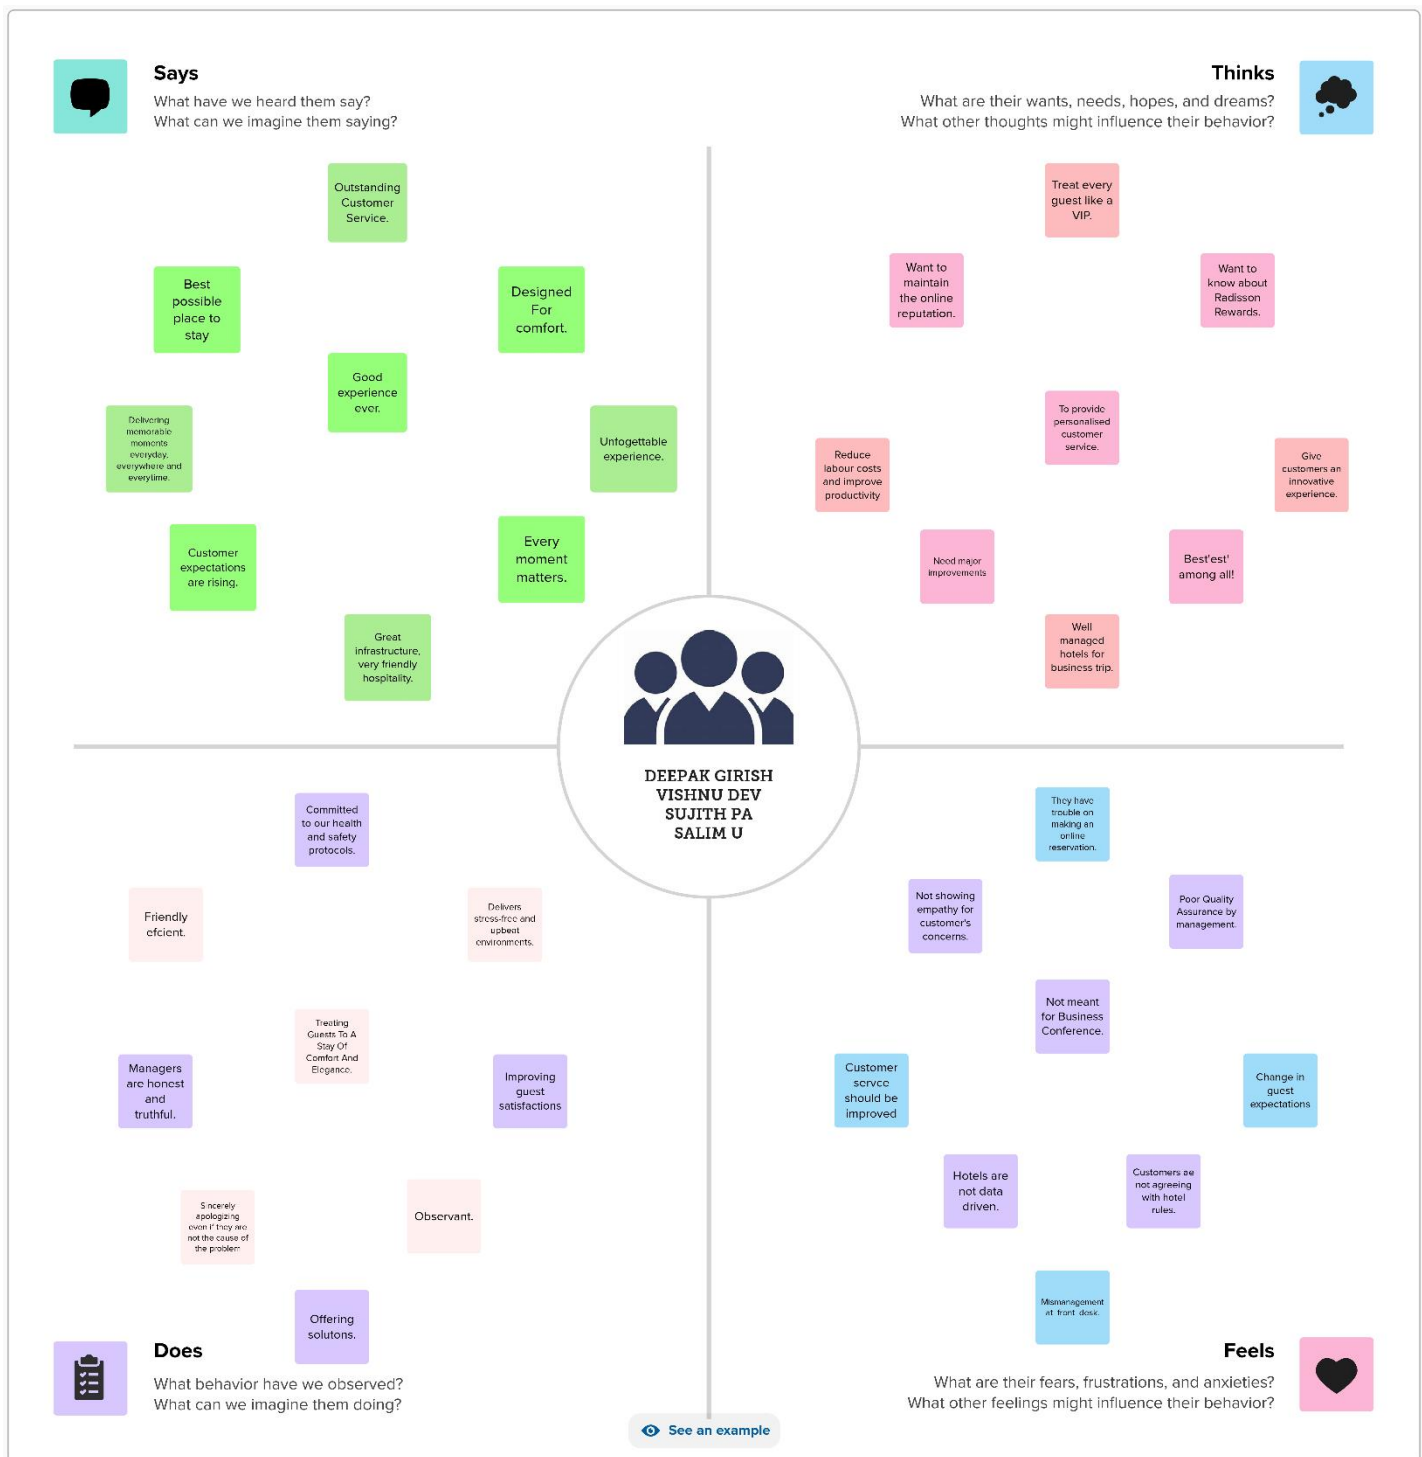 Says
What have we heard them say?
What can we imagine them saying?
Outstanding
Customer
Service.
Best
possible
place to
stay
Designed
For
comfort.
Good
experience
ever.
Delivering
memorable
moments
everyday,
everywhere and
everytime.
Unfogettable
experience.
Customer
expectations
are rising.
Every
moment
matters.
Great
infrastructure,
very friendly
hospitality.
Thinks
What are their wants, needs, hopes, and dreams?
What other thoughts might influence their behavior?
Treat every
guest like a
VIP.
Want to
maintain
the online
reputation.
Want to
know about
Radisson
Rewards.
To provide
personalised
customer
service.
Reduce
labour costs
and improve
productivity
Give
customers an
innovative
experience.
Need major
improvements
Best'est'
among all!
Well
managed
hotels for
business trip.
DEEPAK GIRISH
VISHNU DEV
SUJITH PA
SALIM U
Committed
to our health
and safety
protocols.
Friendly
efcient.
Delivers
stress-free and
upbeat
environments.
Treating
Guests To A
Stay Of
Comfort And
Elegance.
Managers
are honest
and
truthful.
Improving
guest
satisfactions
Sincerely
apologizing
even if they are
not the cause of
the problem
Observant.
Offering
solutons.
Does
What behavior have we observed?
What can we imagine them doing?
They have
trouble on
making an
online
reservation.
Not showing
empathy for
customer's
concerns.
Poor Quality
Assurance by
management.
Not meant
for Business
Conference.
Customer
servce
should be
improved
Change in
guest
expectations
Hotels are
not data
driven.
Customers ae
not agreeing
with hotel
rules.
Mismanagement
at front desk.
Feels
What are their fears, frustrations, and anxieties?
What other feelings might influence their behavior?
See an example